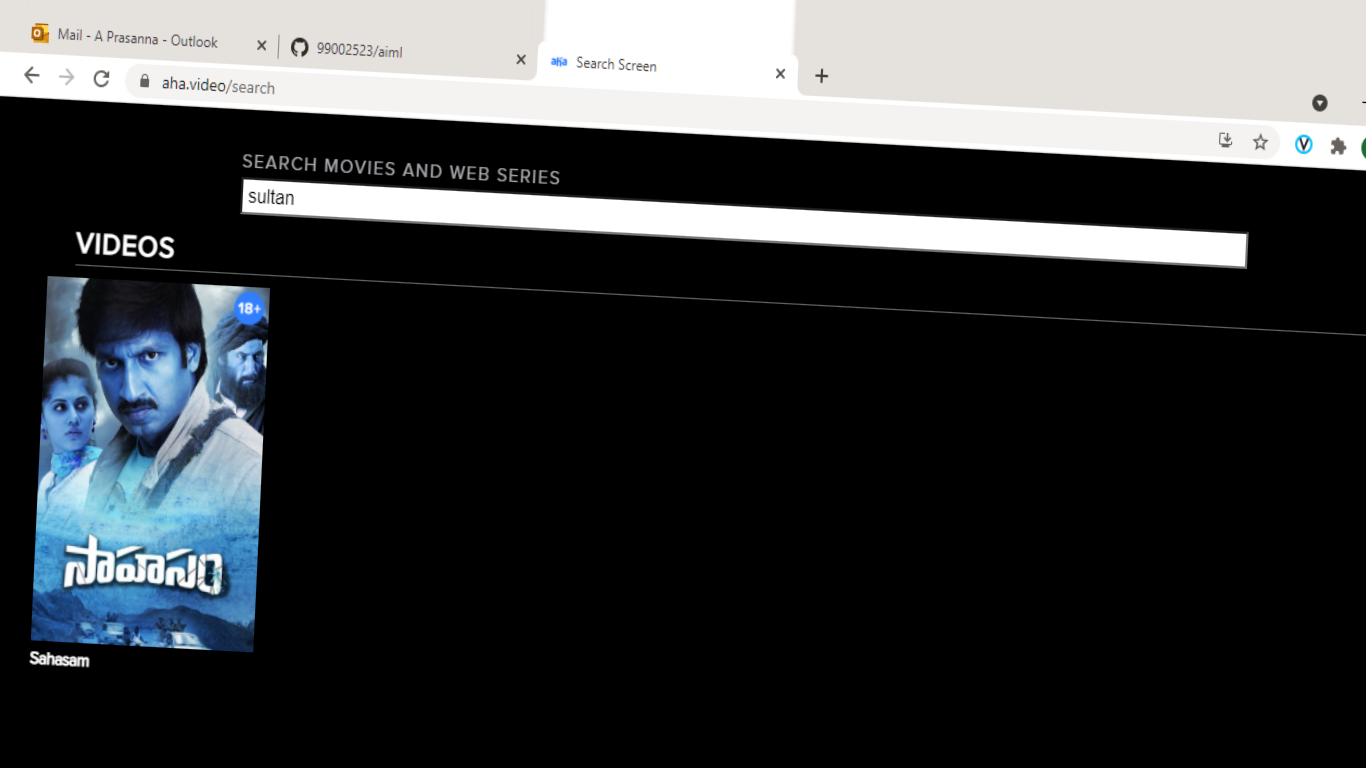 Mail - A Prasanna - Outlook
99002523/aiml
aha Search Screen
aha.video/search
V
SEARCH MOVIES AND WEB SERIES
sultan
VIDEOS
18+
సాహసం
Sahasam